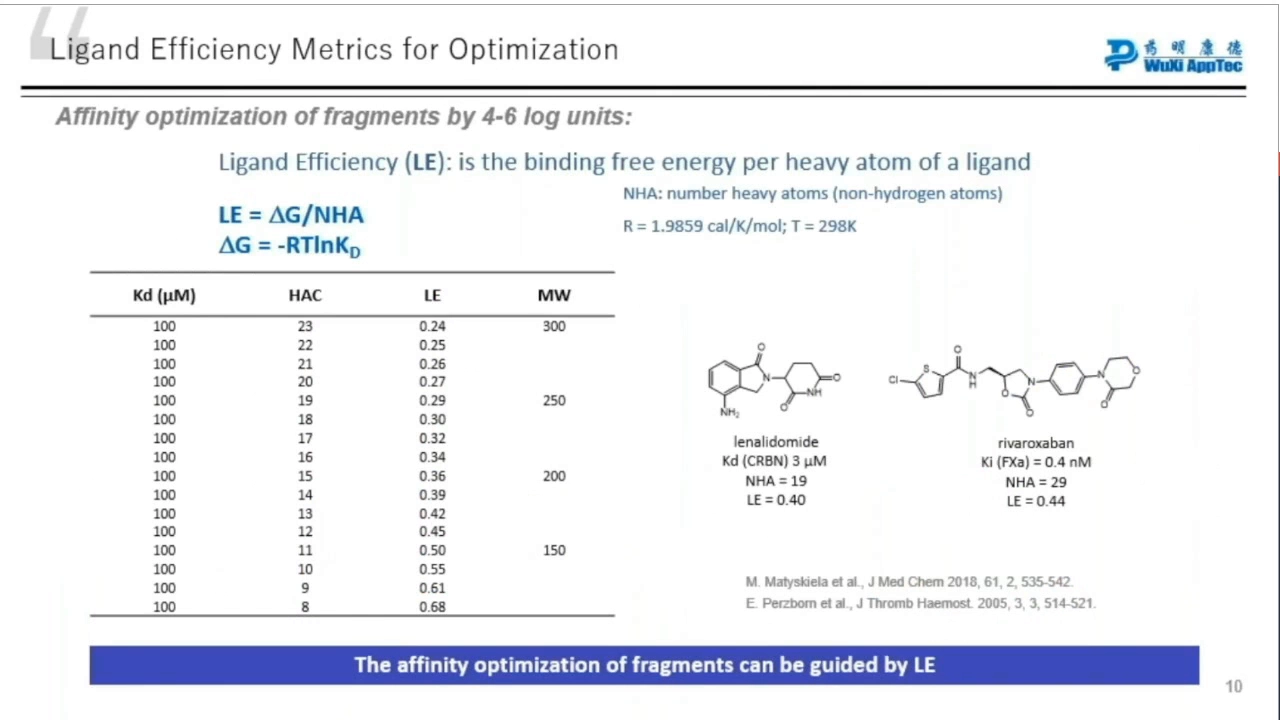 Ligand Efficiency Metrics for Optimization
药明康德
WuXi AppTec
Affinity optimization of fragments by 4-6 log units:
Ligand Efficiency (LE): is the binding free energy per heavy atom of a ligand
NHA: number heavy atoms (non-hydrogen atoms)
LE = ΔG/NHA
R = 1.9859 cal/K/mol; T = 298K
ΔG = -RTlnKD
Kd (µM) HAC LE MW
100 23 0.24 300
100 22 0.25
100 21 0.26
100 20 0.27
100 19 0.29 250
100 18 0.30
100 17 0.32
100 16 0.34
100 15 0.36 200
100 14 0.39
100 13 0.42
100 12 0.45
100 11 0.50 150
100 10 0.55
100 9 0.61
100 8 0.68
O
N
O
O
NH
NH2
lenalidomide
Kd (CRBN) 3 µM
NHA = 19
LE = 0.40
Cl
S
O
N
H
O
N
O
N
O
O
rivaroxaban
Ki (FXa) = 0.4 nM
NHA = 29
LE = 0.44
M. Matyskiela et al., J Med Chem 2018, 61, 2, 535-542.
E. Perzborn et al., J Thromb Haemost. 2005, 3, 3, 514-521.
The affinity optimization of fragments can be guided by LE
10